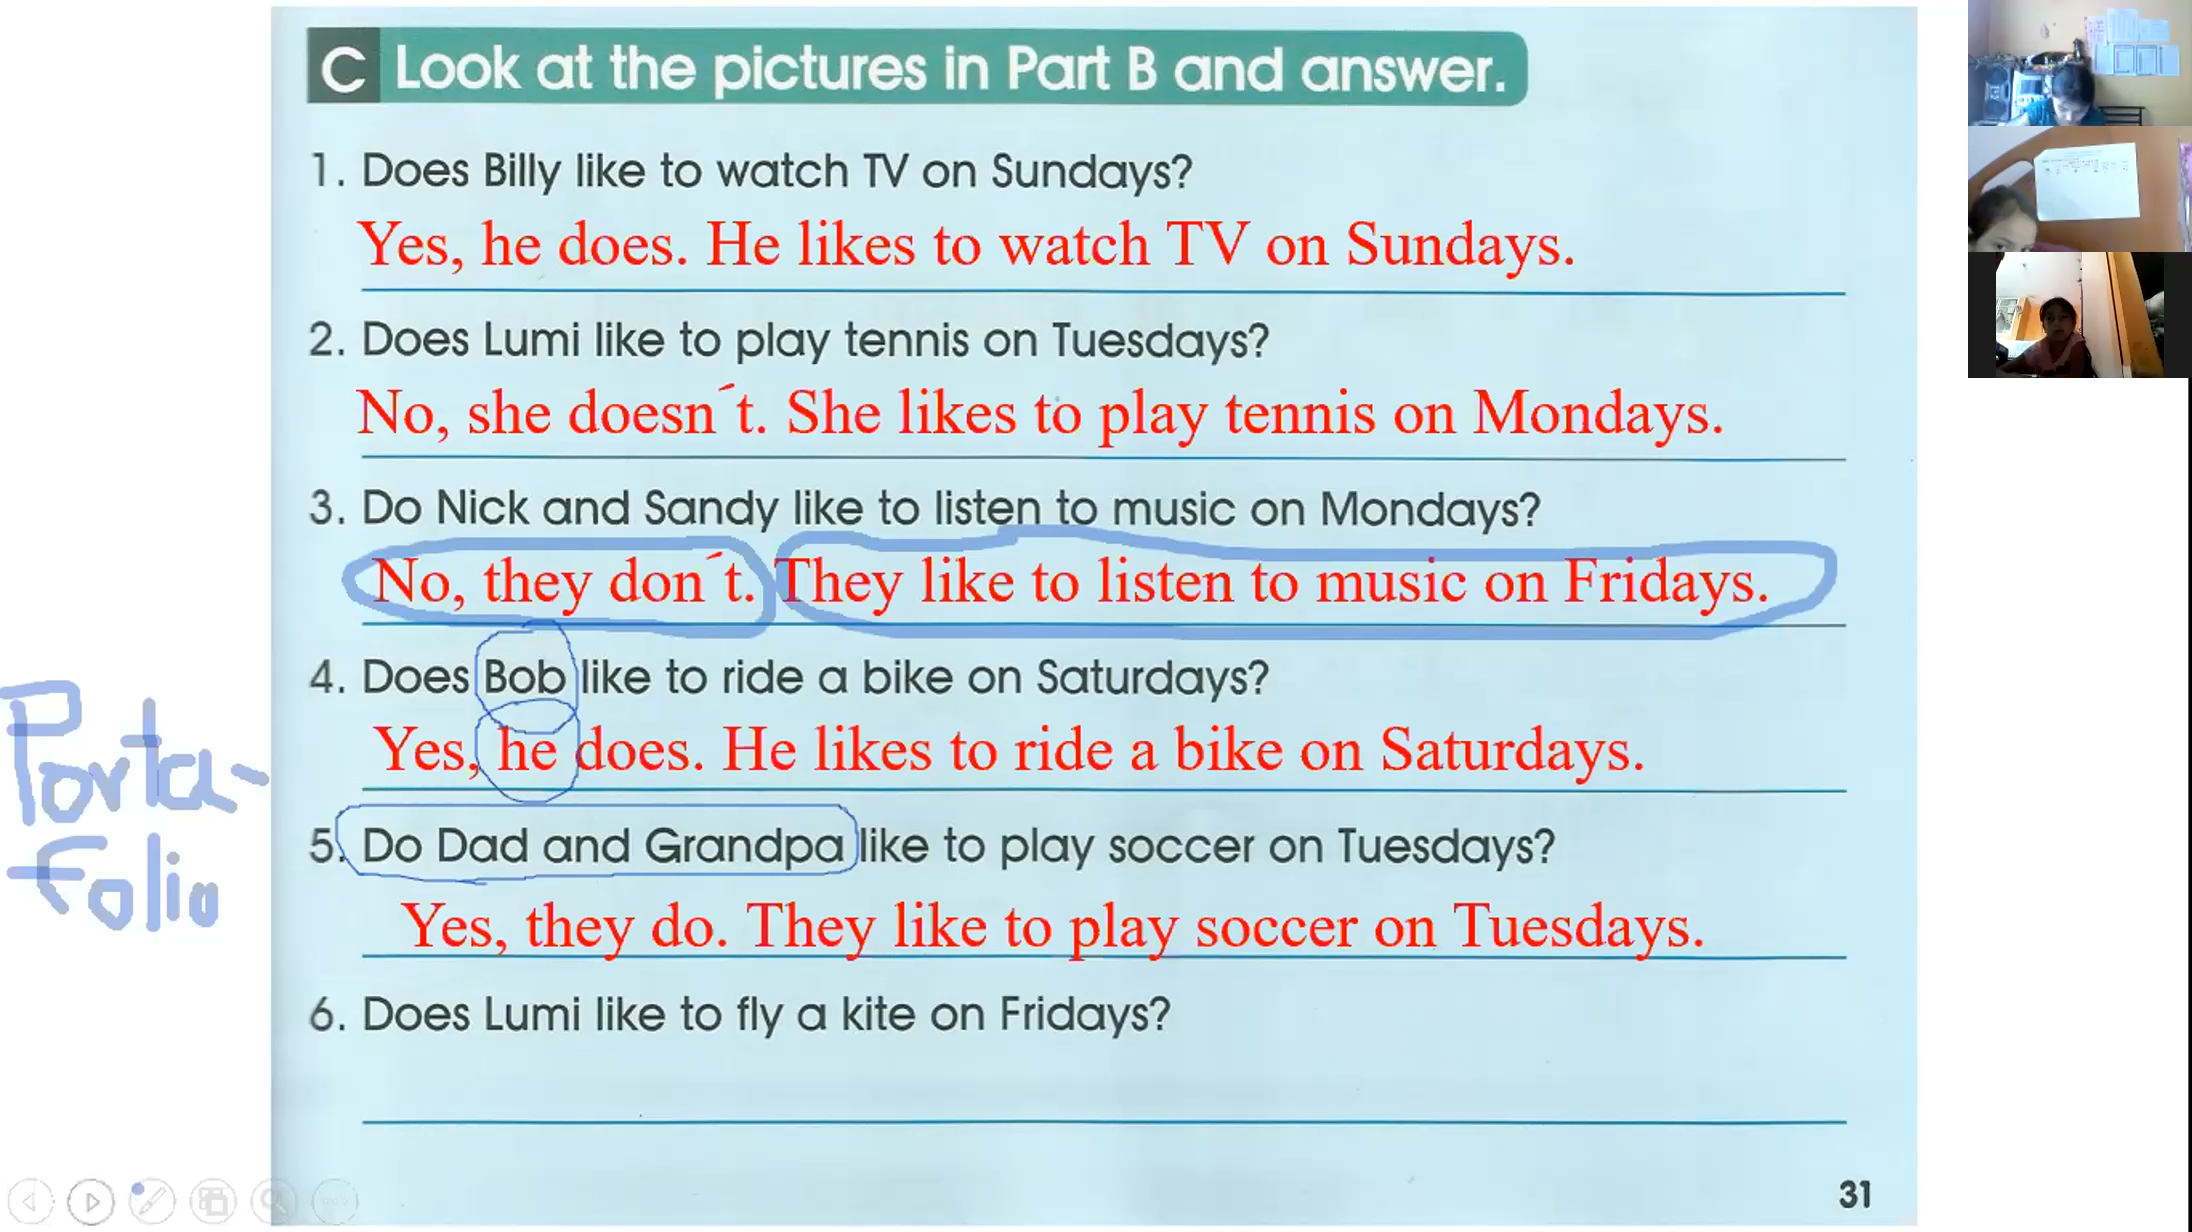 C Look at the pictures in Part B and answer.
1. Does Billy like to watch TV on Sundays?
Yes, he does. He likes to watch TV on Sundays.
2. Does Lumi like to play tennis on Tuesdays?
No, she doesn´t. She likes to play tennis on Mondays.
3. Do Nick and Sandy like to listen to music on Mondays?
No, they don´t. They like to listen to music on Fridays.
4. Does Bob like to ride a bike on Saturdays?
Yes, he does. He likes to ride a bike on Saturdays.
5. Do Dad and Grandpa like to play soccer on Tuesdays?
Yes, they do. They like to play soccer on Tuesdays.
6. Does Lumi like to fly a kite on Fridays?
31
Porta-
Folio